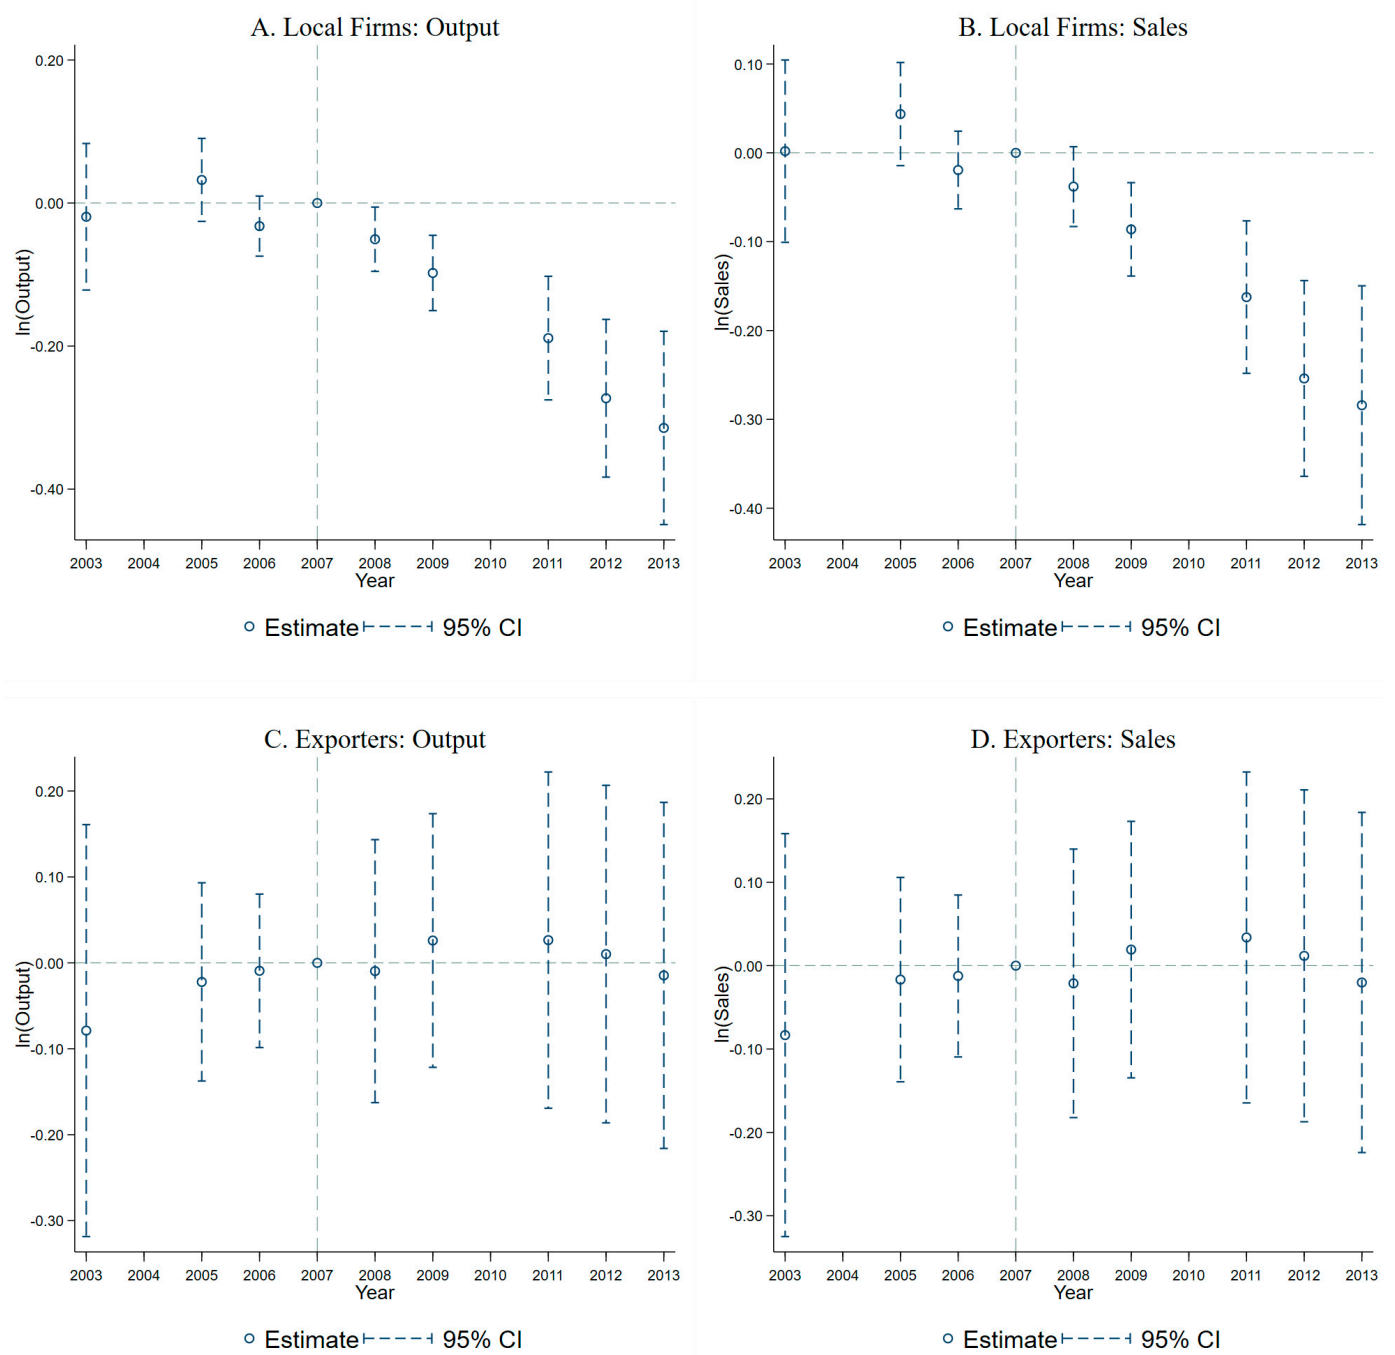 A. Local Firms: Output
0.20
0.00
-0.20
-0.40
ln(Output)
2003 2004 2005 2006 2007 2008 2009 2010 2011 2012 2013
Year
Estimate 95% CI
B. Local Firms: Sales
0.10
0.00
-0.10
-0.20
-0.30
-0.40
ln(Sales)
2003 2004 2005 2006 2007 2008 2009 2010 2011 2012 2013
Year
Estimate 95% CI
C. Exporters: Output
0.20
0.10
0.00
-0.10
-0.20
-0.30
ln(Output)
2003 2004 2005 2006 2007 2008 2009 2010 2011 2012 2013
Year
Estimate 95% CI
D. Exporters: Sales
0.20
0.10
0.00
-0.10
-0.20
-0.30
ln(Sales)
2003 2004 2005 2006 2007 2008 2009 2010 2011 2012 2013
Year
Estimate 95% CI